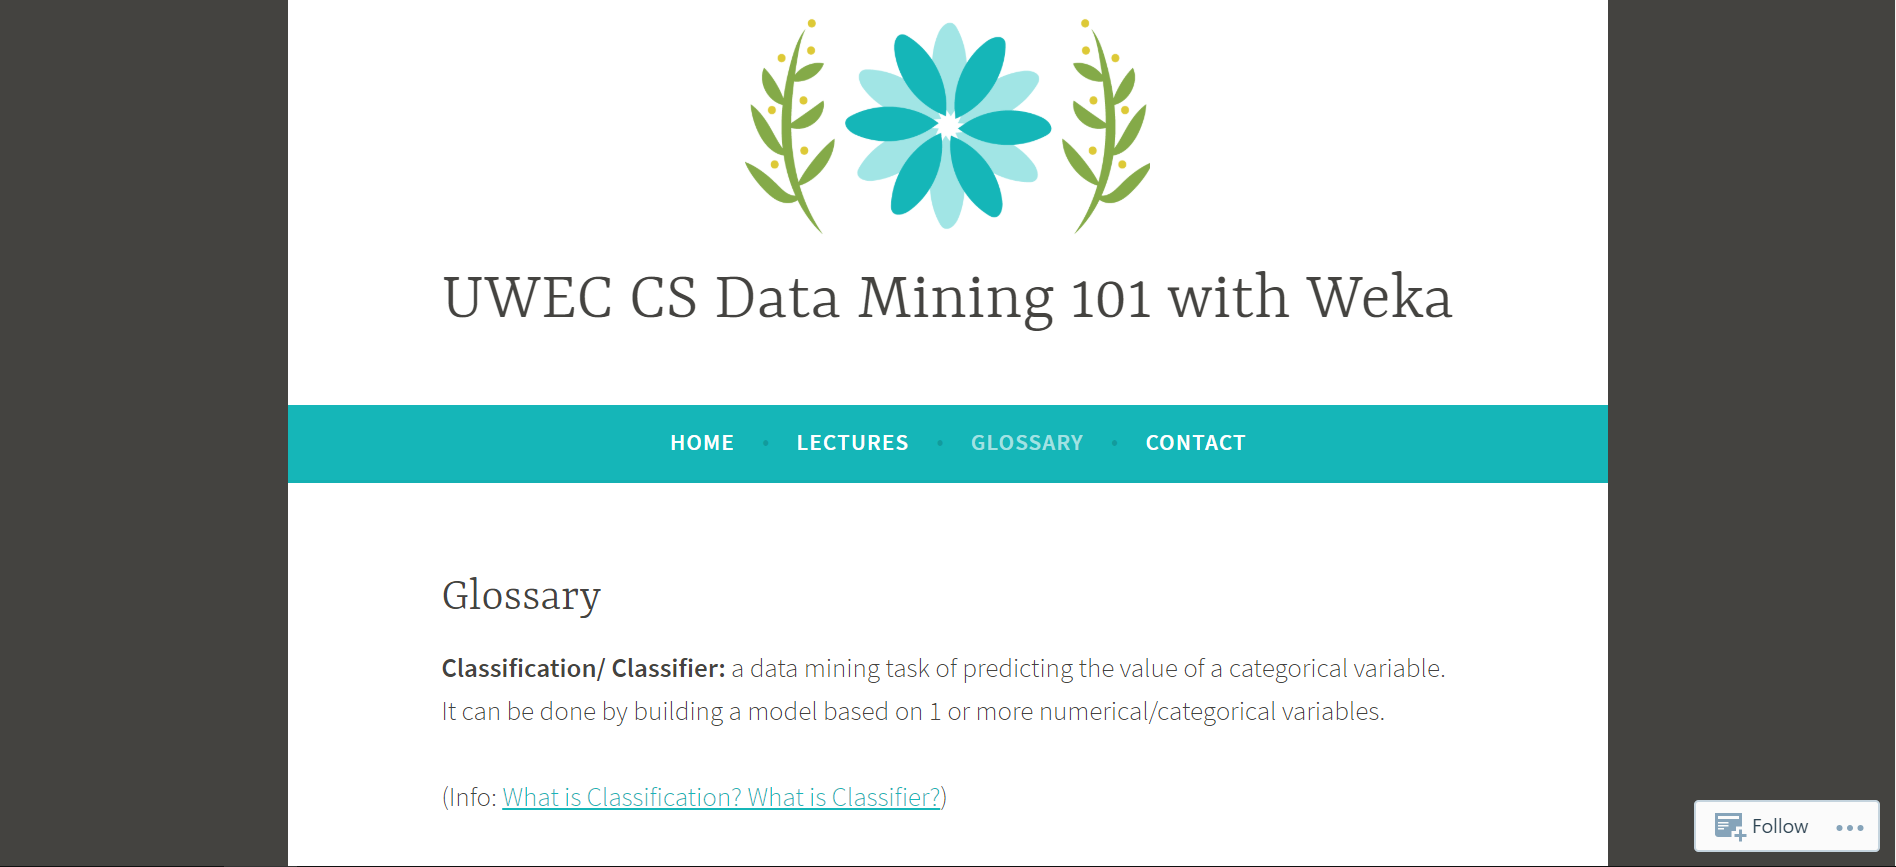 UWEC CS Data Mining 101 with Weka
HOME • LECTURES • GLOSSARY • CONTACT
Glossary
Classification/ Classifier: a data mining task of predicting the value of a categorical variable.
It can be done by building a model based on 1 or more numerical/categorical variables.
(Info: What is Classification? What is Classifier?)
Follow •••